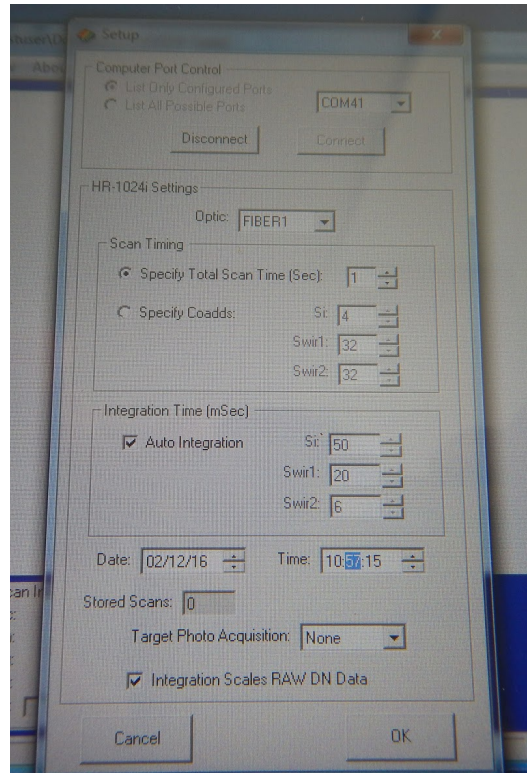 Setup
Computer Port Control
List Only Configured Ports
List All Possible Ports
COM41
Disconnect
Connect
HR-1024i Settings
Optic: FIBER1
Scan Timing
Specify Total Scan Time (Sec): 1
Specify Coadds: Si: 4
Swir1: 32
Swir2: 32
Integration Time (mSec)
Auto Integration Si: 50
Swir1: 20
Swir2: 6
Date: 02/12/16 Time: 10:57:15
Stored Scans: 0
Target Photo Acquisition: None
Integration Scales RAW DN Data
Cancel OK